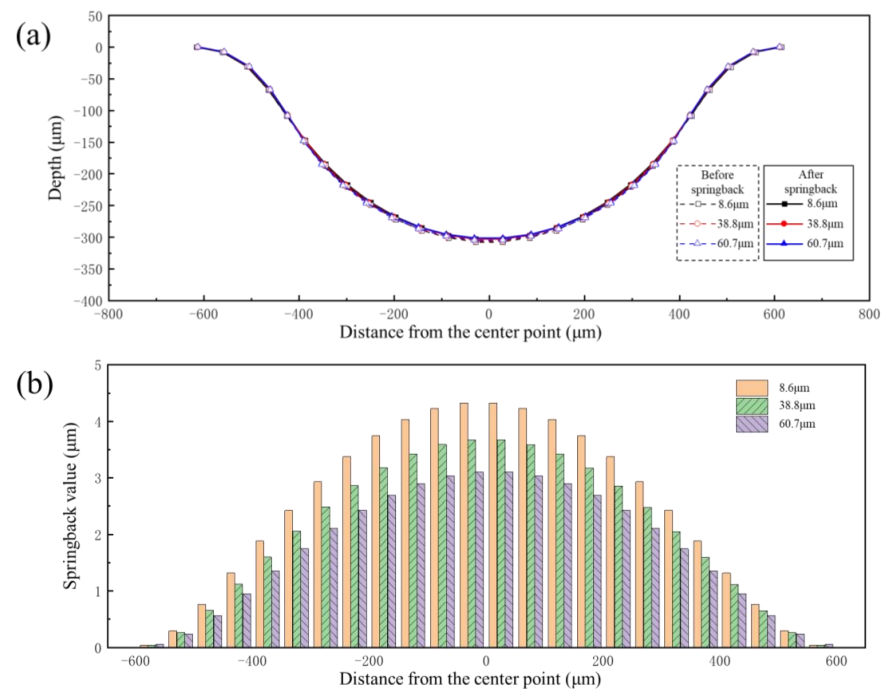 (a)
50
0
-50
-100
-150
-200
-250
-300
-350
-400
Depth (μm)
-800 -600 -400 -200 0 200 400 600 800
Distance from the center point (μm)
Before
springback
8.6μm
38.8μm
60.7μm
After
springback
8.6μm
38.8μm
60.7μm
(b)
5
4
3
2
1
0
Springback value (μm)
-600 -400 -200 0 200 400 600
Distance from the center point (μm)
8.6μm
38.8μm
60.7μm